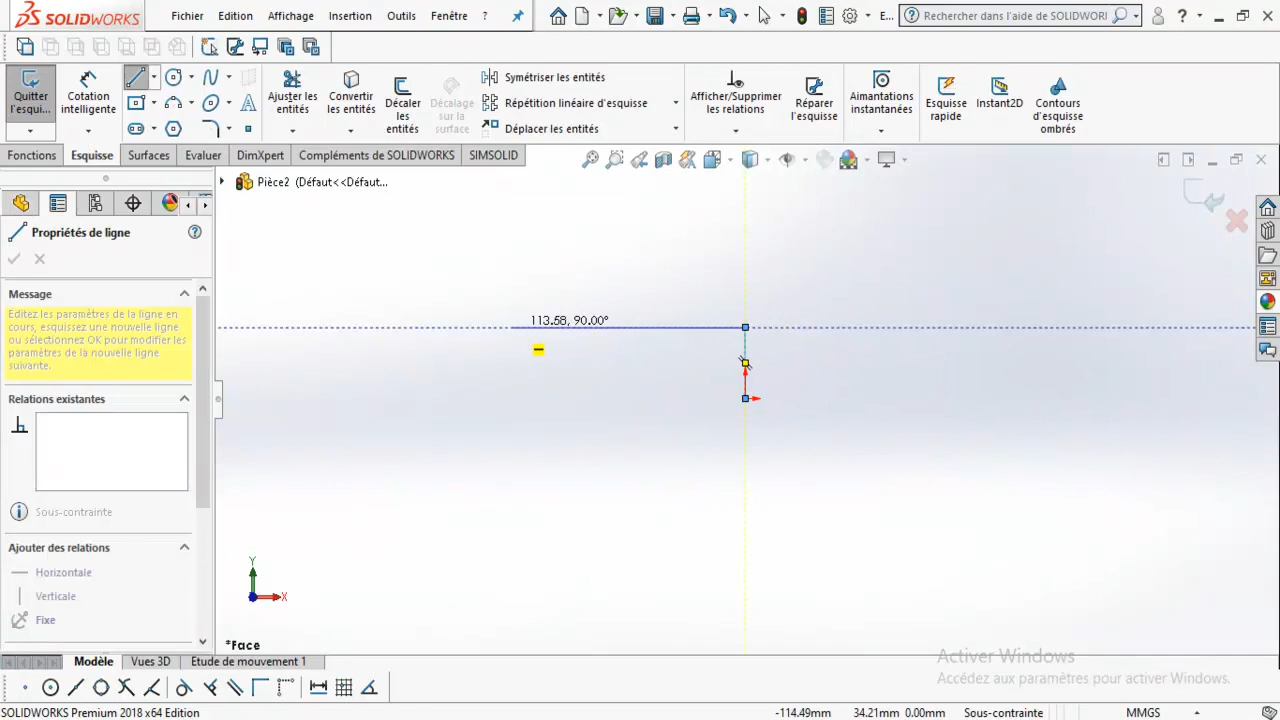 SOLIDWORKS Fichier Edition Affichage Insertion Outils Fenêtre ? E... Rechercher dans l'aide de SOLIDWORI ?
Quitter l'esqui...
Cotation intelligente
Ajuster les entités
Convertir les entités
Décaler les entités
Décalage sur la surface
Symétriser les entités
Répétition linéaire d'esquisse
Déplacer les entités
Afficher/Supprimer les relations
Réparer l'esquisse
Aimantations instantanées
Esquisse rapide
Instant2D
Contours d'esquisse ombrés
Fonctions Esquisse Surfaces Evaluer DimXpert Compléments de SOLIDWORKS SIMSOLID
Pièce2 (Défaut<<Défaut...
Propriétés de ligne
Message
Editez les paramètres de la ligne en
cours, esquissez une nouvelle ligne
ou sélectionnez OK pour modifier les
paramètres de la nouvelle ligne
suivante.
Relations existantes
Sous-contrainte
Ajouter des relations
Horizontale
Verticale
Fixe
113.58, 90.00°
Y
X
*Face
Modèle Vues 3D Etude de mouvement 1
Activer Windows
Accédez aux paramètres pour activer Windows.
SOLIDWORKS Premium 2018 x64 Edition -114.49mm 34.21mm 0.00mm Sous-contrainte MMGS